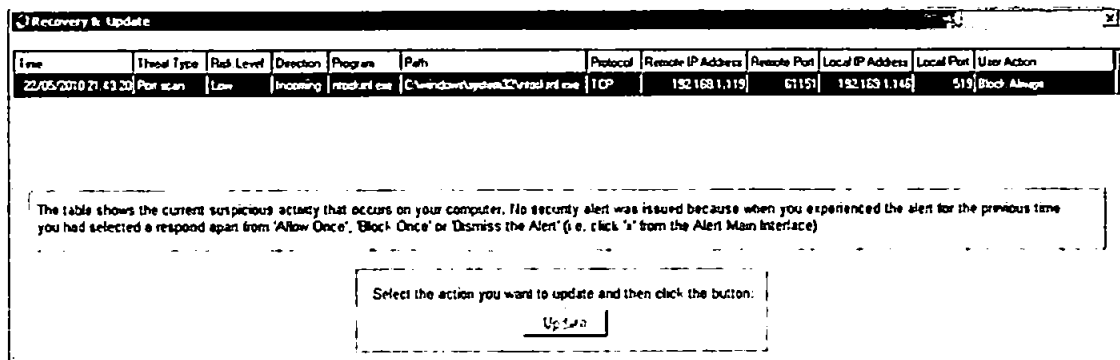 Recovery & Update
Time Threat Type Risk Level Direction Program Path Protocol Remote IP Address Remote Port Local IP Address Local Port User Action
22/05/2010 21:43:20 Port scan Low Incoming C:\windows\system32\ TCP 192.168.1.119 61151 192.168.1.146 519 Block Always
The table shows the current suspicious activity that occurs on your computer. No security alert was issued because when you experienced the alert for the previous time
you had selected a respond apart from 'Allow Once', 'Block Once' or 'Dismiss the Alert' (i.e. click 'x' from the Alert Main Interface)
Select the action you want to update and then click the button:
Update